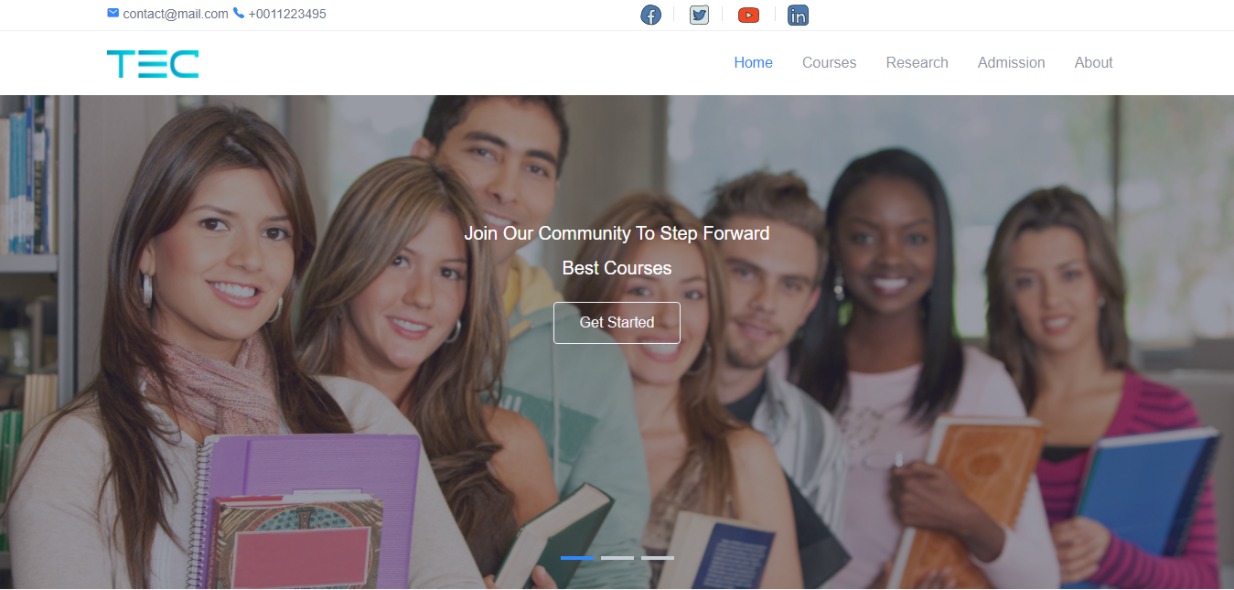 contact@mail.com +0011223495
TEC
Home Courses Research Admission About
Join Our Community To Step Forward
Best Courses
Get Started